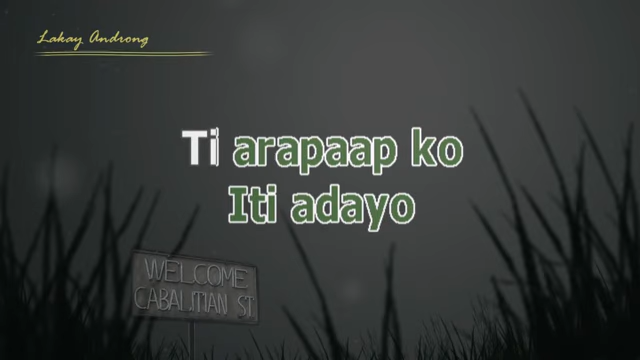 Lakay Androng
Ti arapaap ko
Iti adayo
WELCOME
CABALITIAN ST